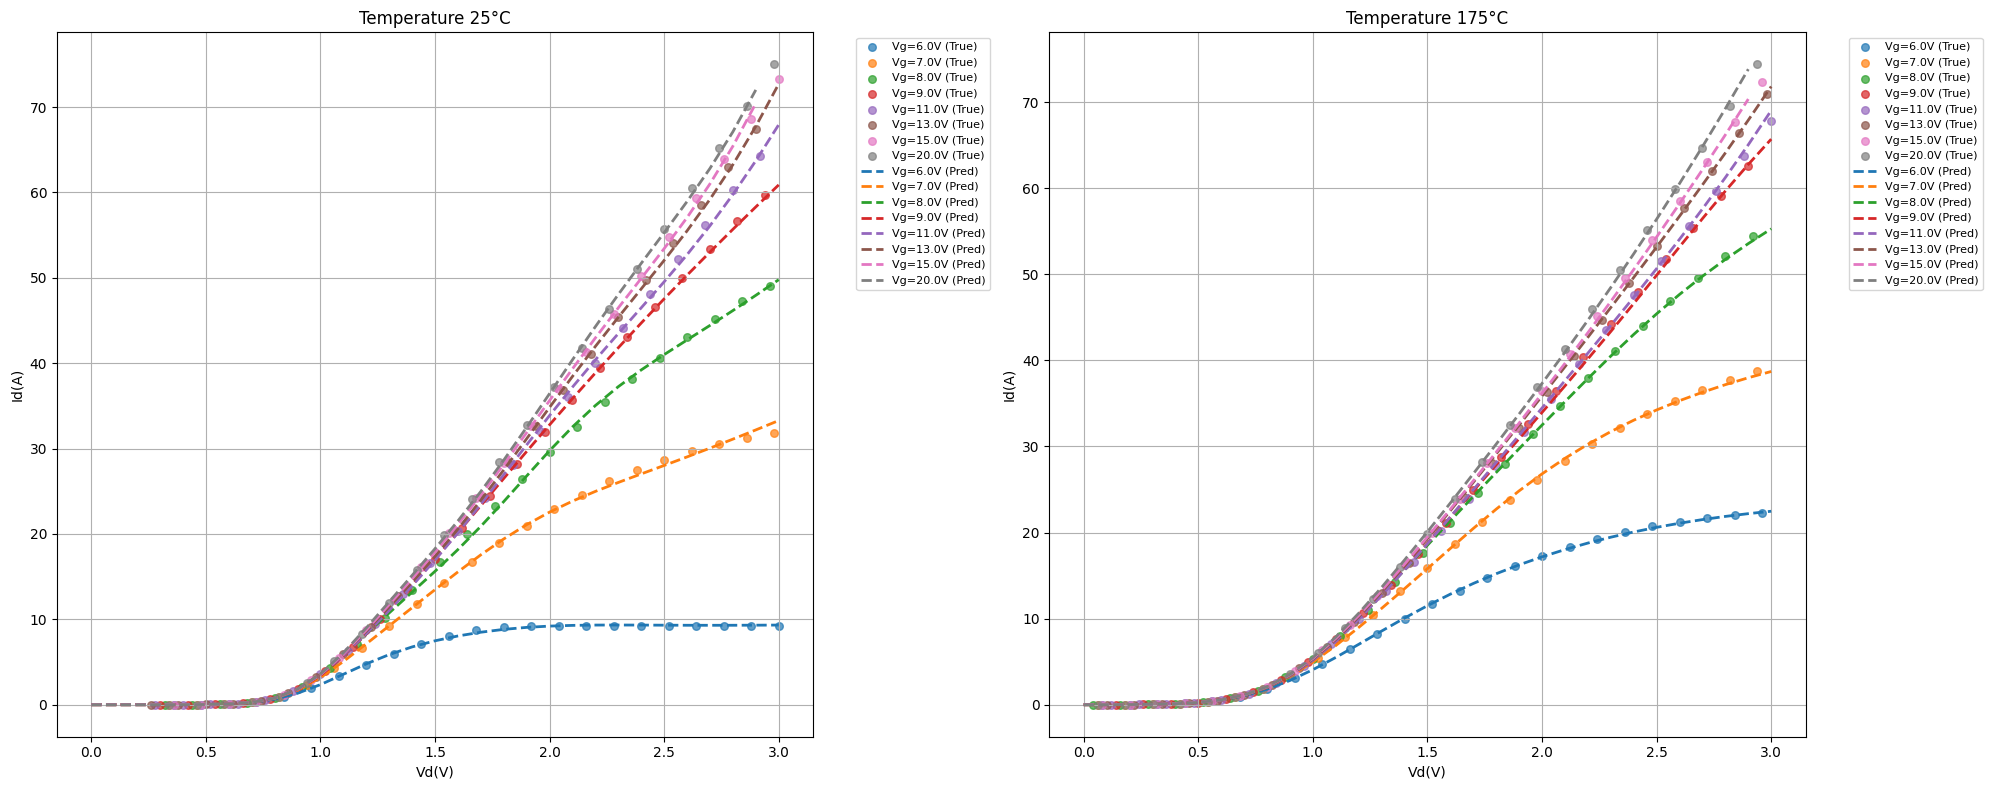 Temperature 25°C
70
60
50
40
30
20
10
0
Id(A)
0.0 0.5 1.0 1.5 2.0 2.5 3.0
Vd(V)
Vg=6.0V (True)
Vg=7.0V (True)
Vg=8.0V (True)
Vg=9.0V (True)
Vg=11.0V (True)
Vg=13.0V (True)
Vg=15.0V (True)
Vg=20.0V (True)
Vg=6.0V (Pred)
Vg=7.0V (Pred)
Vg=8.0V (Pred)
Vg=9.0V (Pred)
Vg=11.0V (Pred)
Vg=13.0V (Pred)
Vg=15.0V (Pred)
Vg=20.0V (Pred)
Temperature 175°C
70
60
50
40
30
20
10
0
Id(A)
0.0 0.5 1.0 1.5 2.0 2.5 3.0
Vd(V)
Vg=6.0V (True)
Vg=7.0V (True)
Vg=8.0V (True)
Vg=9.0V (True)
Vg=11.0V (True)
Vg=13.0V (True)
Vg=15.0V (True)
Vg=20.0V (True)
Vg=6.0V (Pred)
Vg=7.0V (Pred)
Vg=8.0V (Pred)
Vg=9.0V (Pred)
Vg=11.0V (Pred)
Vg=13.0V (Pred)
Vg=15.0V (Pred)
Vg=20.0V (Pred)